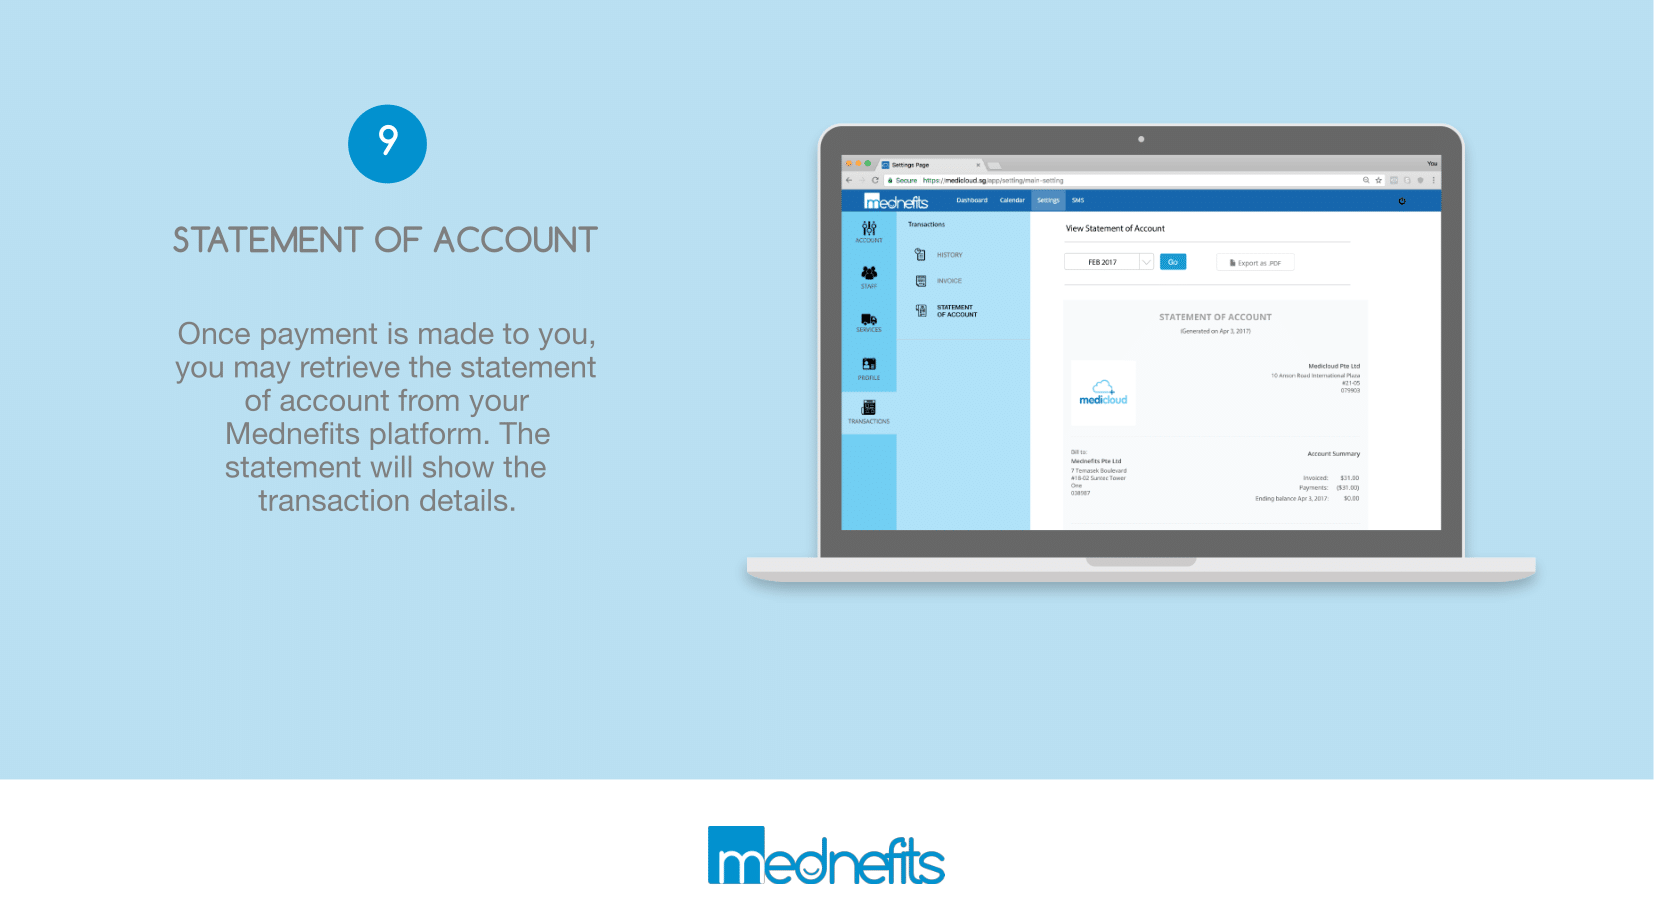 9
STATEMENT OF ACCOUNT
Once payment is made to you,
you may retrieve the statement
of account from your
Mednefits platform. The
statement will show the
transaction details.
Settings Page
You
Secure https://medicloud.sg/app/setting/main-setting
mednefits Dashboard Calendar Settings SMS
ACCOUNT
STAFF
SERVICES
PROFILE
TRANSACTIONS
Transactions
HISTORY
INVOICE
STATEMENT
OF ACCOUNT
View Statement of Account
FEB 2017 Go Export as .PDF
STATEMENT OF ACCOUNT
(Generated on Apr 3, 2017)
medicloud
Medicloud Pte Ltd
10 Anson Road International Plaza
#21-05
079903
Bill to:
Mednefits Pte Ltd
7 Temasek Boulevard
#18-02 Suntec Tower
One
038987
Account Summary
Invoiced: $31.00
Payments: ($31.00)
Ending balance Apr 3, 2017: $0.00
mednefits